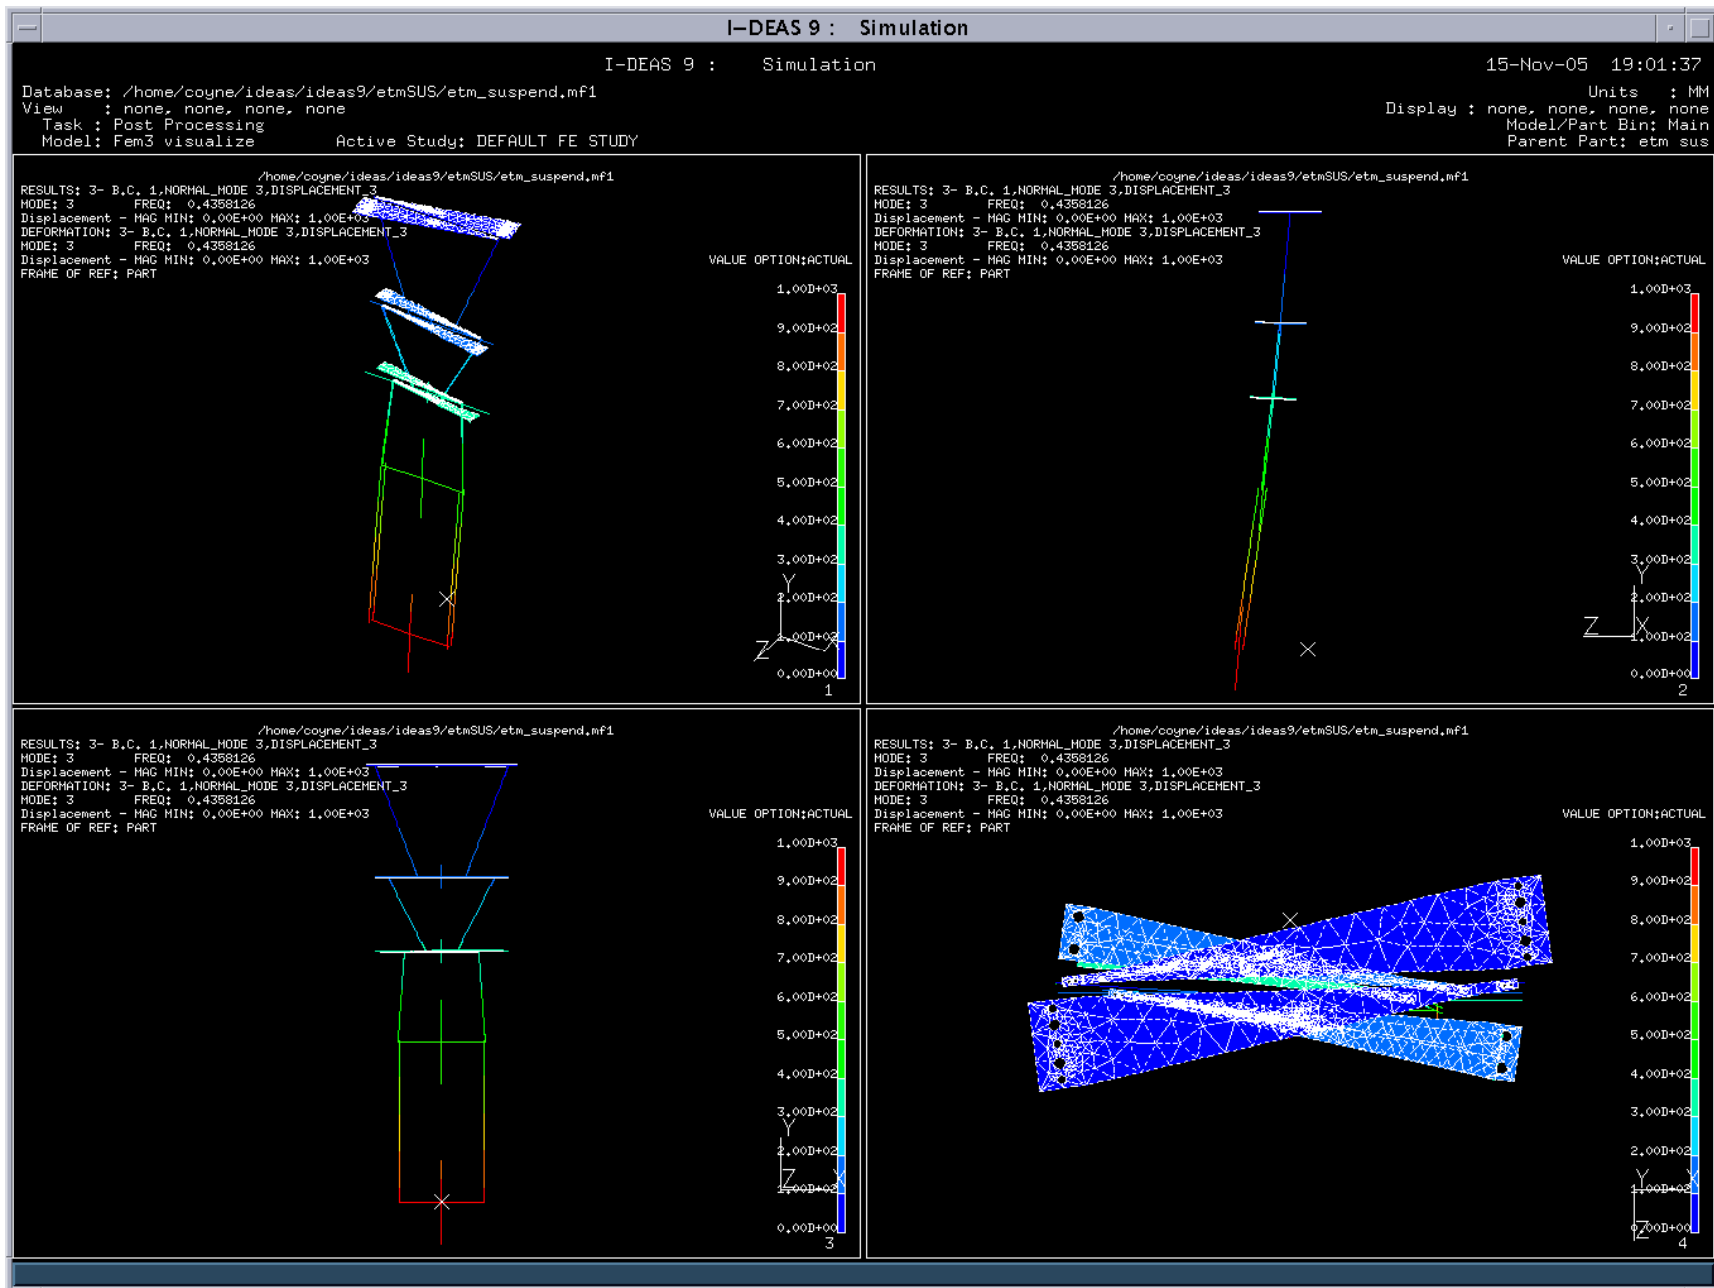 I-DEAS 9 :   Simulation
I-DEAS 9 :    Simulation
15-Nov-05  19:01:37
Database: /home/coyne/ideas/ideas9/etmSUS/etm_suspend.mf1
Units   : MM
View    : none, none, none, none
Display : none, none, none, none
Task : Post Processing
Model/Part Bin: Main
Model: Fem3 visualize
Active Study: DEFAULT FE STUDY
Parent Part: etm sus
/home/coyne/ideas/ideas9/etmSUS/etm_suspend.mf1
RESULTS: 3- B.C. 1,NORMAL_MODE 3,DISPLACEMENT_3
MODE: 3        FREQ:  0.4358126
Displacement - MAG MIN: 0.00E+00 MAX: 1.00E+03
DEFORMATION: 3- B.C. 1,NORMAL_MODE 3,DISPLACEMENT_3
MODE: 3        FREQ:  0.4358126
Displacement - MAG MIN: 0.00E+00 MAX: 1.00E+03
VALUE OPTION:ACTUAL
FRAME OF REF: PART
1.00D+03
9.00D+02
8.00D+02
7.00D+02
6.00D+02
5.00D+02
4.00D+02
3.00D+02
Y
2.00D+02
1.00D+02
Z
X
0.00D+00
1
/home/coyne/ideas/ideas9/etmSUS/etm_suspend.mf1
RESULTS: 3- B.C. 1,NORMAL_MODE 3,DISPLACEMENT_3
MODE: 3        FREQ:  0.4358126
Displacement - MAG MIN: 0.00E+00 MAX: 1.00E+03
DEFORMATION: 3- B.C. 1,NORMAL_MODE 3,DISPLACEMENT_3
MODE: 3        FREQ:  0.4358126
Displacement - MAG MIN: 0.00E+00 MAX: 1.00E+03
VALUE OPTION:ACTUAL
FRAME OF REF: PART
1.00D+03
9.00D+02
8.00D+02
7.00D+02
6.00D+02
5.00D+02
4.00D+02
3.00D+02
Y
2.00D+02
Z
X
1.00D+02
0.00D+00
2
/home/coyne/ideas/ideas9/etmSUS/etm_suspend.mf1
RESULTS: 3- B.C. 1,NORMAL_MODE 3,DISPLACEMENT_3
MODE: 3        FREQ:  0.4358126
Displacement - MAG MIN: 0.00E+00 MAX: 1.00E+03
DEFORMATION: 3- B.C. 1,NORMAL_MODE 3,DISPLACEMENT_3
MODE: 3        FREQ:  0.4358126
Displacement - MAG MIN: 0.00E+00 MAX: 1.00E+03
VALUE OPTION:ACTUAL
FRAME OF REF: PART
1.00D+03
9.00D+02
8.00D+02
7.00D+02
6.00D+02
5.00D+02
4.00D+02
3.00D+02
Y
2.00D+02
Z
X
1.00D+02
0.00D+00
3
/home/coyne/ideas/ideas9/etmSUS/etm_suspend.mf1
RESULTS: 3- B.C. 1,NORMAL_MODE 3,DISPLACEMENT_3
MODE: 3        FREQ:  0.4358126
Displacement - MAG MIN: 0.00E+00 MAX: 1.00E+03
DEFORMATION: 3- B.C. 1,NORMAL_MODE 3,DISPLACEMENT_3
MODE: 3        FREQ:  0.4358126
Displacement - MAG MIN: 0.00E+00 MAX: 1.00E+03
VALUE OPTION:ACTUAL
FRAME OF REF: PART
1.00D+03
9.00D+02
8.00D+02
7.00D+02
6.00D+02
5.00D+02
4.00D+02
3.00D+02
2.00D+02
Y
X
1.00D+02
Z
0.00D+00
4